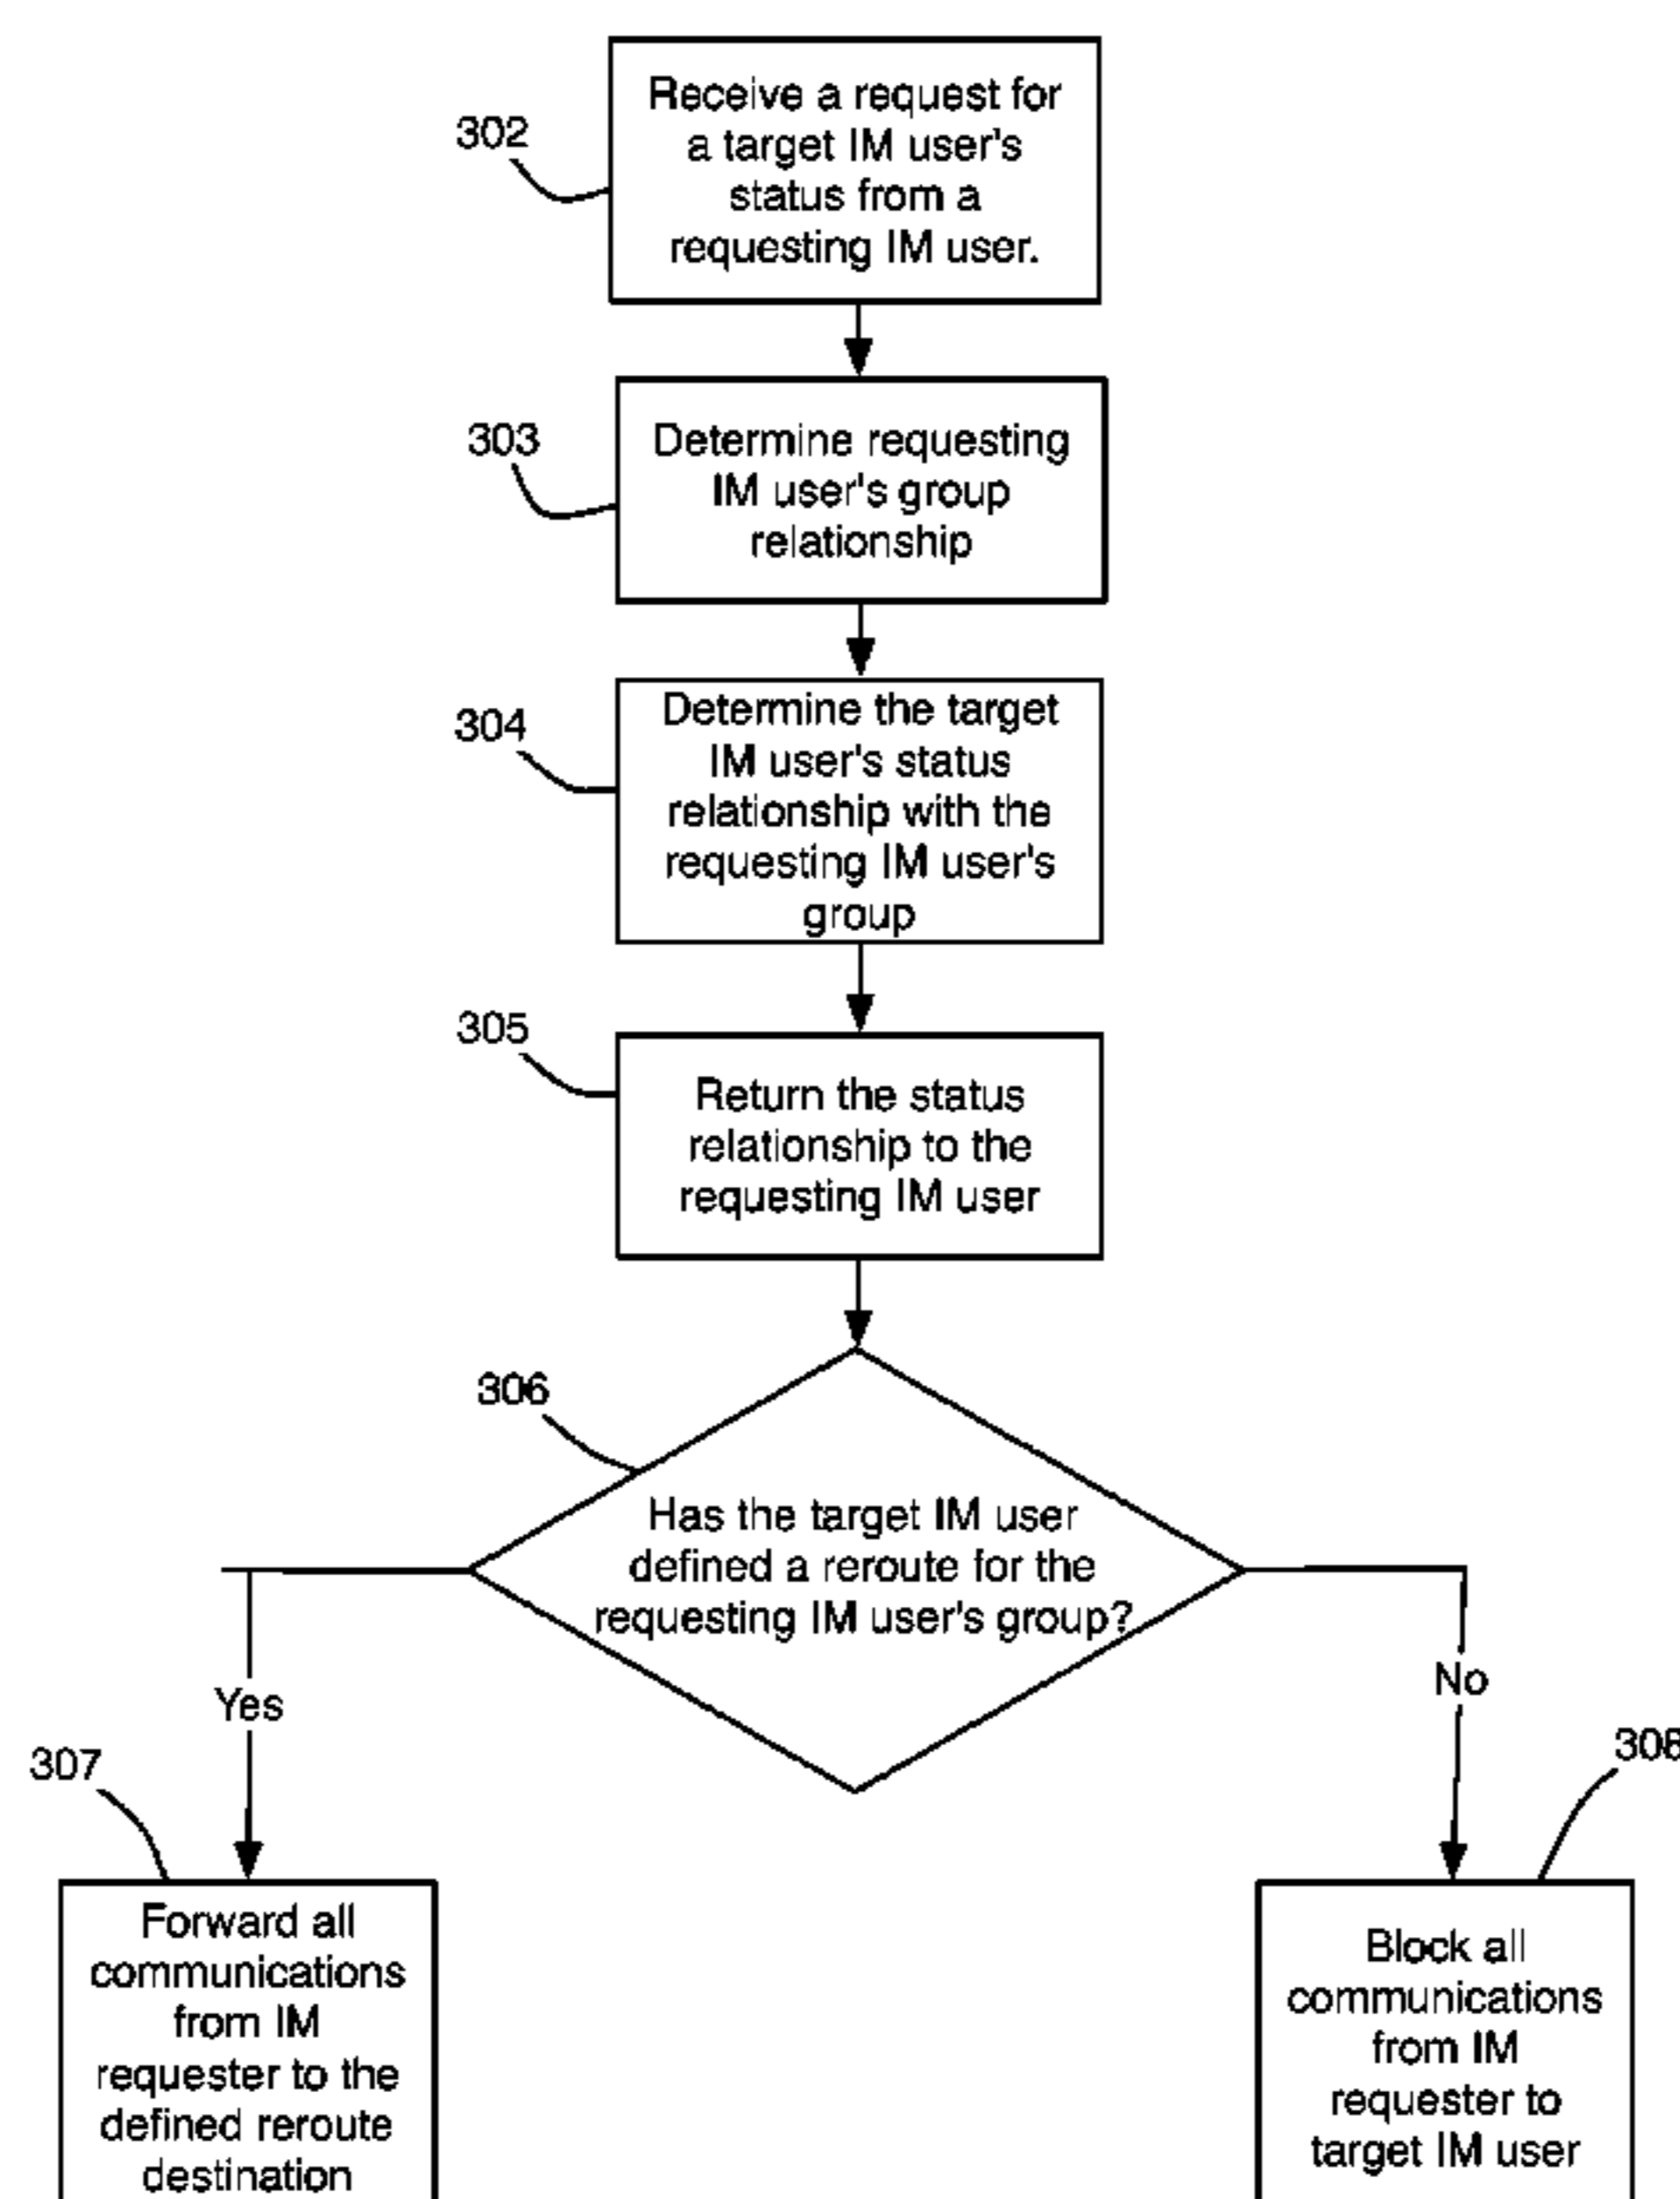 302
Receive a request for
a target IM user's
status from a
requesting IM user.
303
Determine requesting
IM user's group
relationship
304
Determine the target
IM user's status
relationship with the
requesting IM user's
group
305
Return the status
relationship to the
requesting IM user
306
Has the target IM user
defined a reroute for the
requesting IM user's group?
Yes
No
307
308
Forward all
communications
from IM
requester to the
defined reroute
destination
Block all
communications
from IM
requester to
target IM user